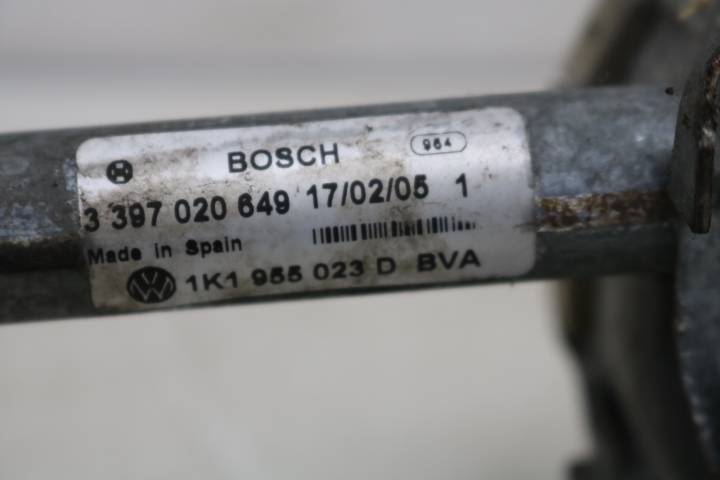 BOSCH 964
3 397 020 649 17/02/05 1
Made in Spain
1K1 955 023 D BVA